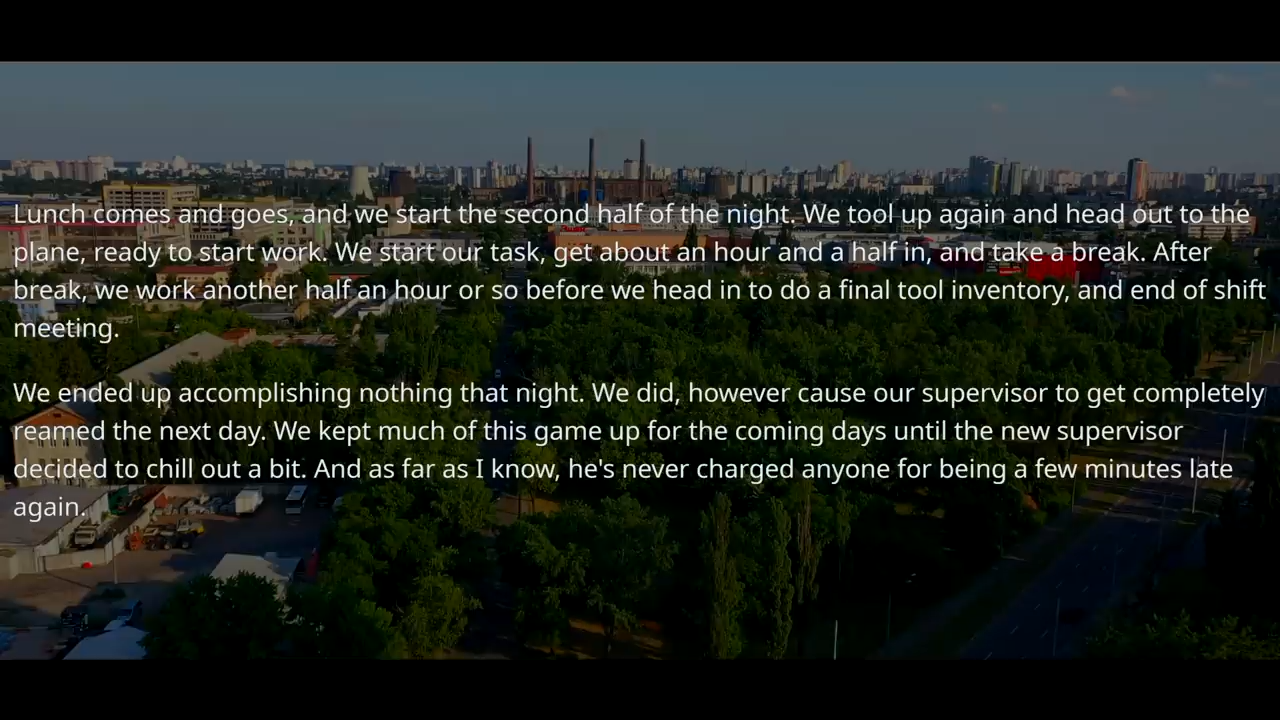 Lunch comes and goes, and we start the second half of the night. We tool up again and head out to the
plane, ready to start work. We start our task, get about an hour and a half in, and take a break. After
break, we work another half an hour or so before we head in to do a final tool inventory, and end of shift
meeting.
We ended up accomplishing nothing that night. We did, however cause our supervisor to get completely
reamed the next day. We kept much of this game up for the coming days until the new supervisor
decided to chill out a bit. And as far as I know, he's never charged anyone for being a few minutes late
again.